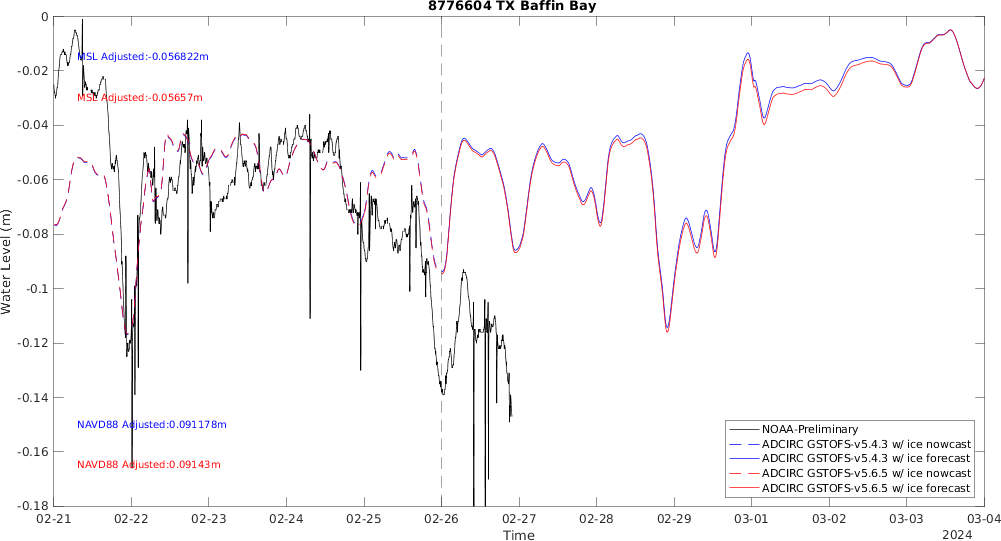 8776604 TX Baffin Bay
0
-0.02
-0.04
-0.06
-0.08
-0.1
-0.12
-0.14
-0.16
-0.18
Water Level (m)
MSL Adjusted:-0.056822m
MSL Adjusted:-0.05657m
NAVD88 Adjusted:0.091178m
NAVD88 Adjusted:0.09143m
NOAA-Preliminary
ADCIRC GSTOFS-v5.4.3 w/ ice nowcast
ADCIRC GSTOFS-v5.4.3 w/ ice forecast
ADCIRC GSTOFS-v5.6.5 w/ ice nowcast
ADCIRC GSTOFS-v5.6.5 w/ ice forecast
02-21 02-22 02-23 02-24 02-25 02-26 02-27 02-28 02-29 03-01 03-02 03-03 03-04
Time
2024